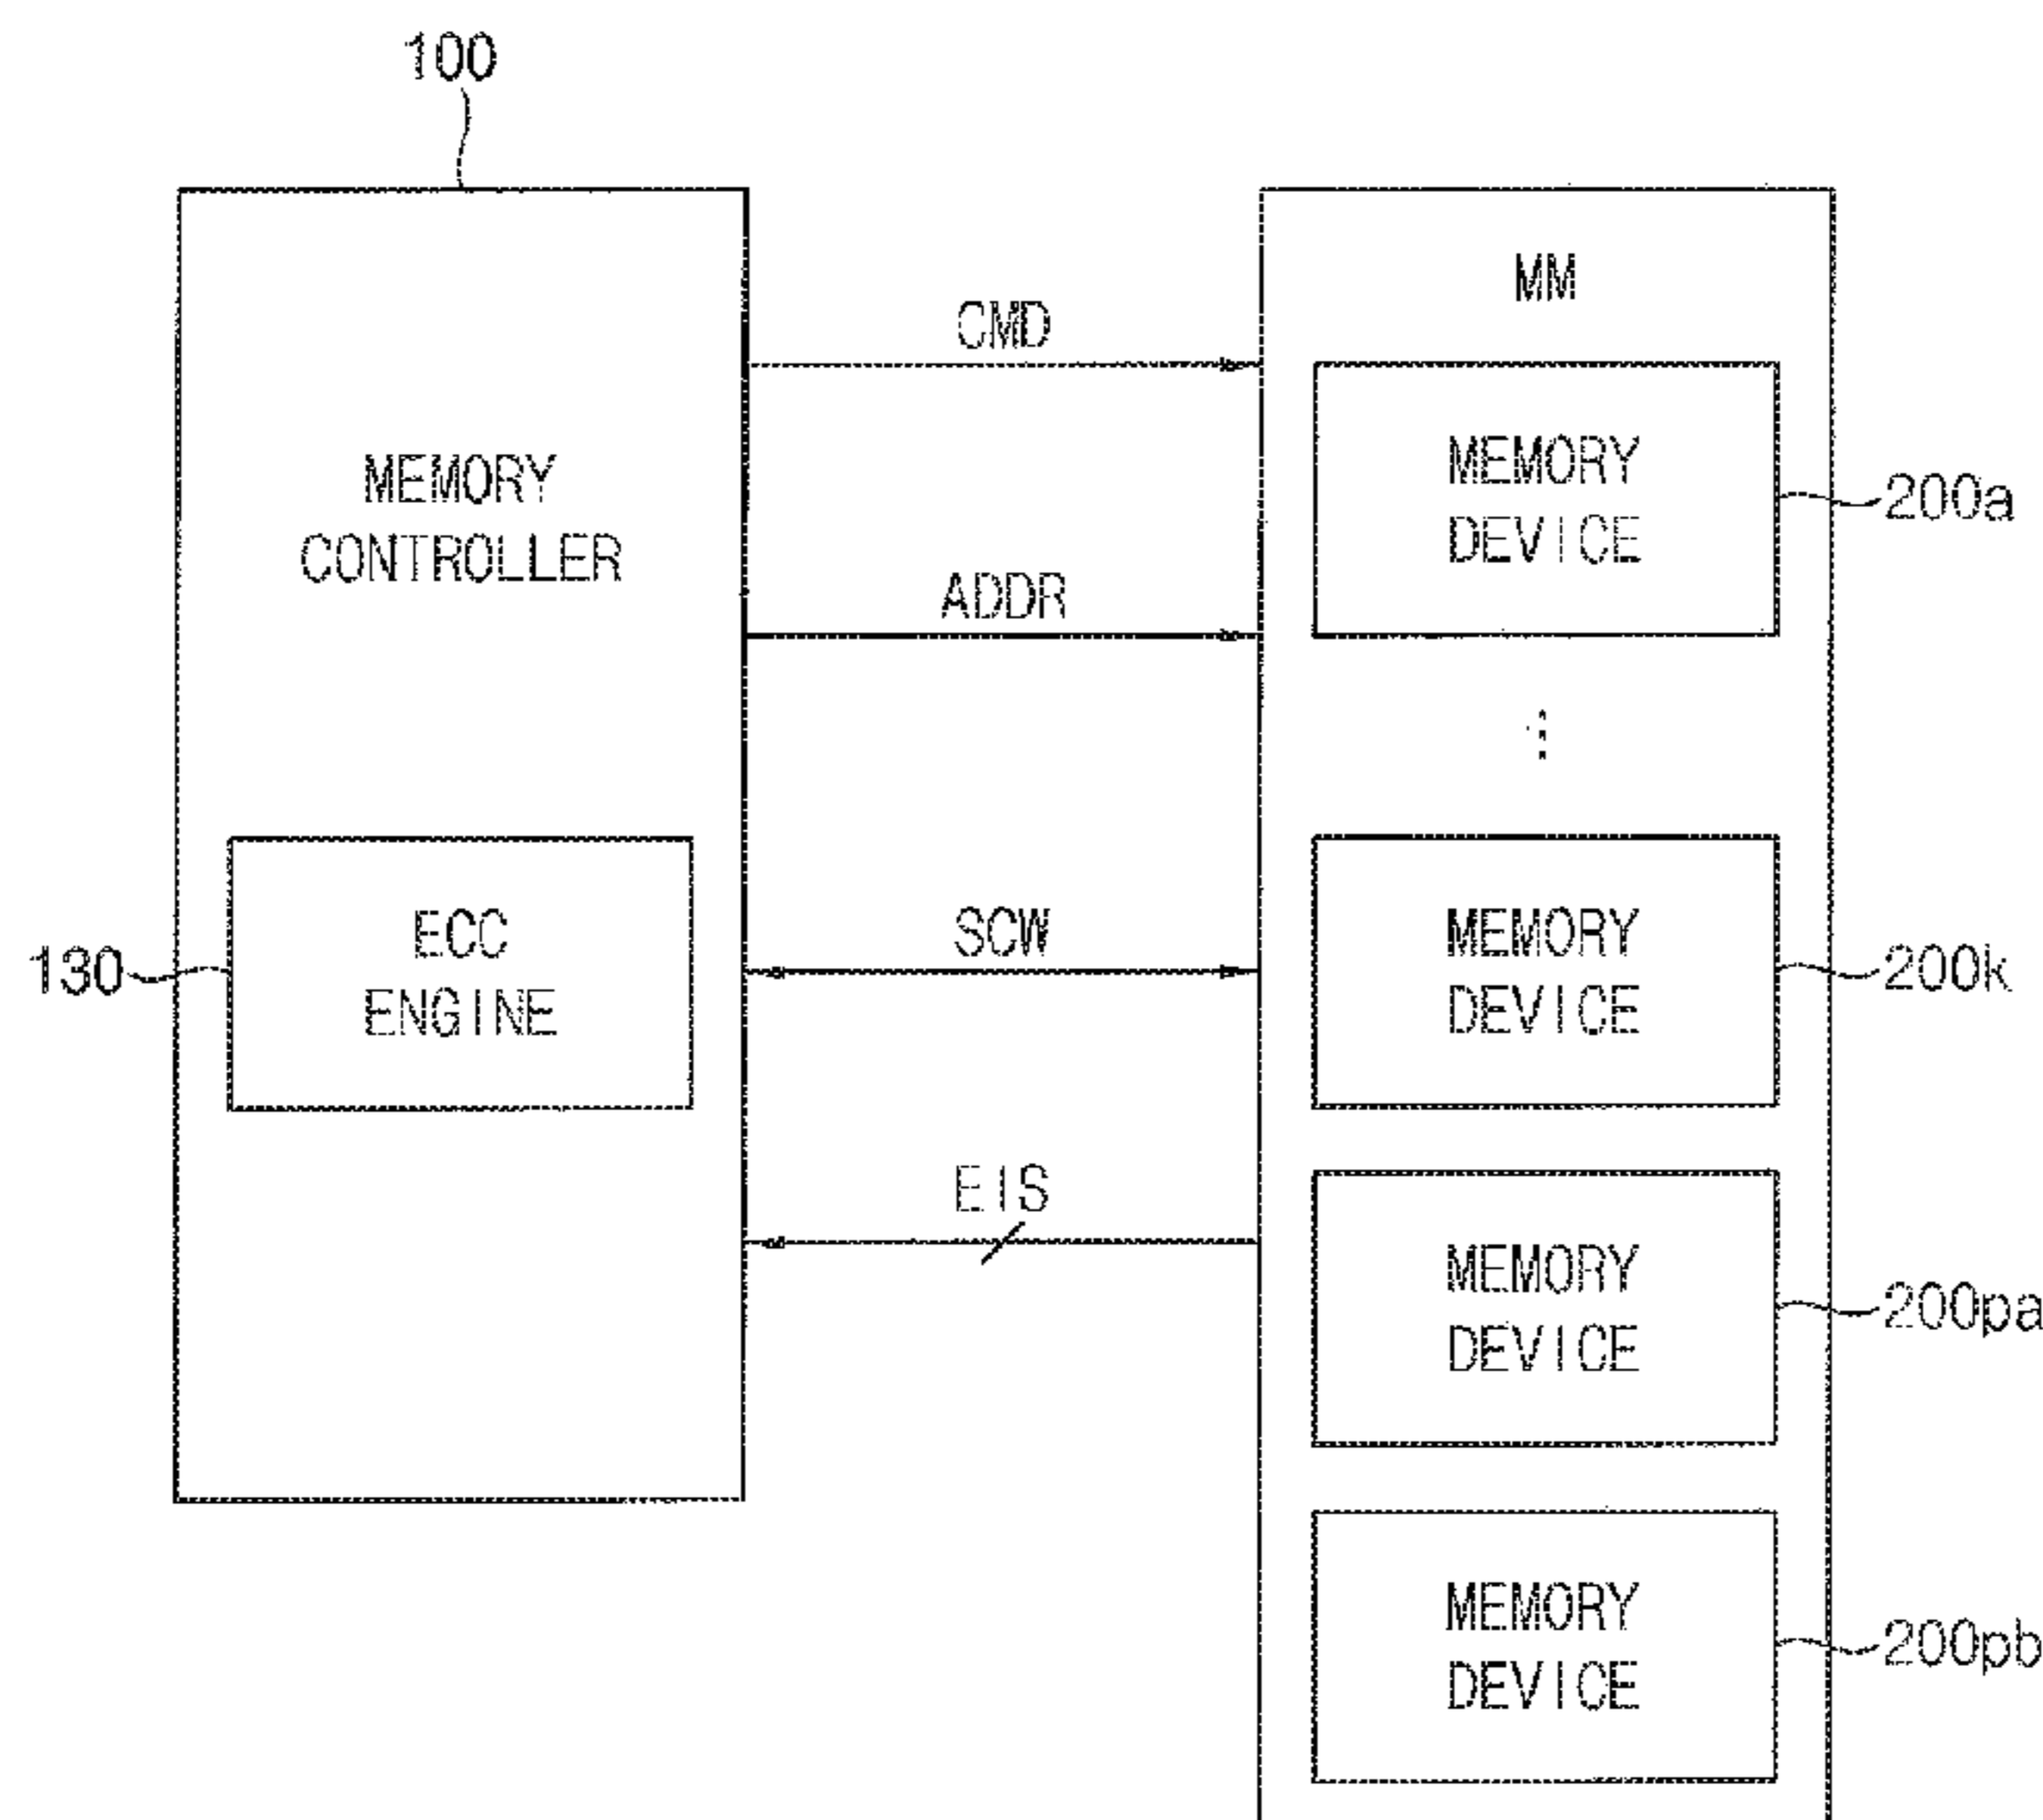 100
MEMORY
CONTROLLER
130
ECC
ENGINE
CMD
ADDR
SCW
EIS
MM
MEMORY
DEVICE
200a
MEMORY
DEVICE
200k
MEMORY
DEVICE
200pa
MEMORY
DEVICE
200pb